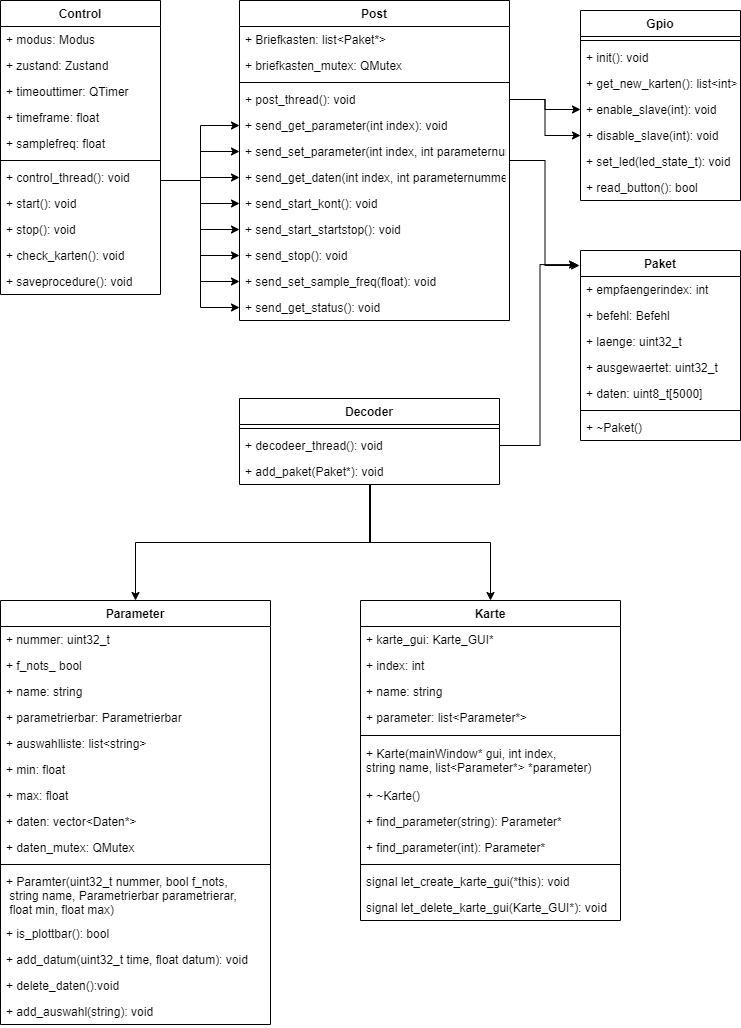 Control
+ modus: Modus
+ zustand: Zustand
+ timeouttimer: QTimer
+ timeframe: float
+ samplefreq: float
+ control_thread(): void
+ start(): void
+ stop(): void
+ check_karten(): void
+ saveprocedure(): void
Post
+ Briefkasten: list<Paket*>
+ briefkasten_mutex: QMutex
+ post_thread(): void
+ send_get_parameter(int index): void
+ send_set_parameter(int index, int parameternu
+ send_get_daten(int index, int parameternumme
+ send_start_kont(): void
+ send_start_startstop(): void
+ send_stop(): void
+ send_set_sample_freq(float): void
+ send_get_status(): void
Gpio
+ init(): void
+ get_new_karten(): list<int>
+ enable_slave(int): void
+ disable_slave(int): void
+ set_led(led_state_t): void
+ read_button(): bool
Paket
+ empfaengerindex: int
+ befehl: Befehl
+ laenge: uint32_t
+ ausgewaertet: uint32_t
+ daten: uint8_t[5000]
+ ~Paket()
Decoder
+ decodeer_thread(): void
+ add_paket(Paket*): void
Parameter
+ nummer: uint32_t
+ f_nots_ bool
+ name: string
+ parametrierbar: Parametrierbar
+ auswahlliste: list<string>
+ min: float
+ max: float
+ daten: vector<Daten*>
+ daten_mutex: QMutex
+ Paramter(uint32_t nummer, bool f_nots,
string name, Parametrierbar parametrierar,
float min, float max)
+ is_plottbar(): bool
+ add_datum(uint32_t time, float datum): void
+ delete_daten():void
+ add_auswahl(string): void
Karte
+ karte_gui: Karte_GUI*
+ index: int
+ name: string
+ parameter: list<Parameter*>
+ Karte(mainWindow* gui, int index,
string name, list<Parameter*> *parameter)
+ ~Karte()
+ find_parameter(string): Parameter*
+ find_parameter(int): Parameter*
signal let_create_karte_gui(*this): void
signal let_delete_karte_gui(Karte_GUI*): void